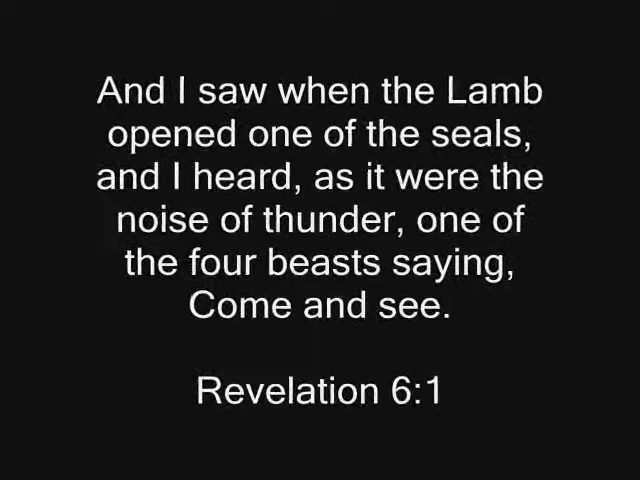 And I saw when the Lamb
opened one of the seals,
and I heard, as it were the
noise of thunder, one of
the four beasts saying,
Come and see.
Revelation 6:1